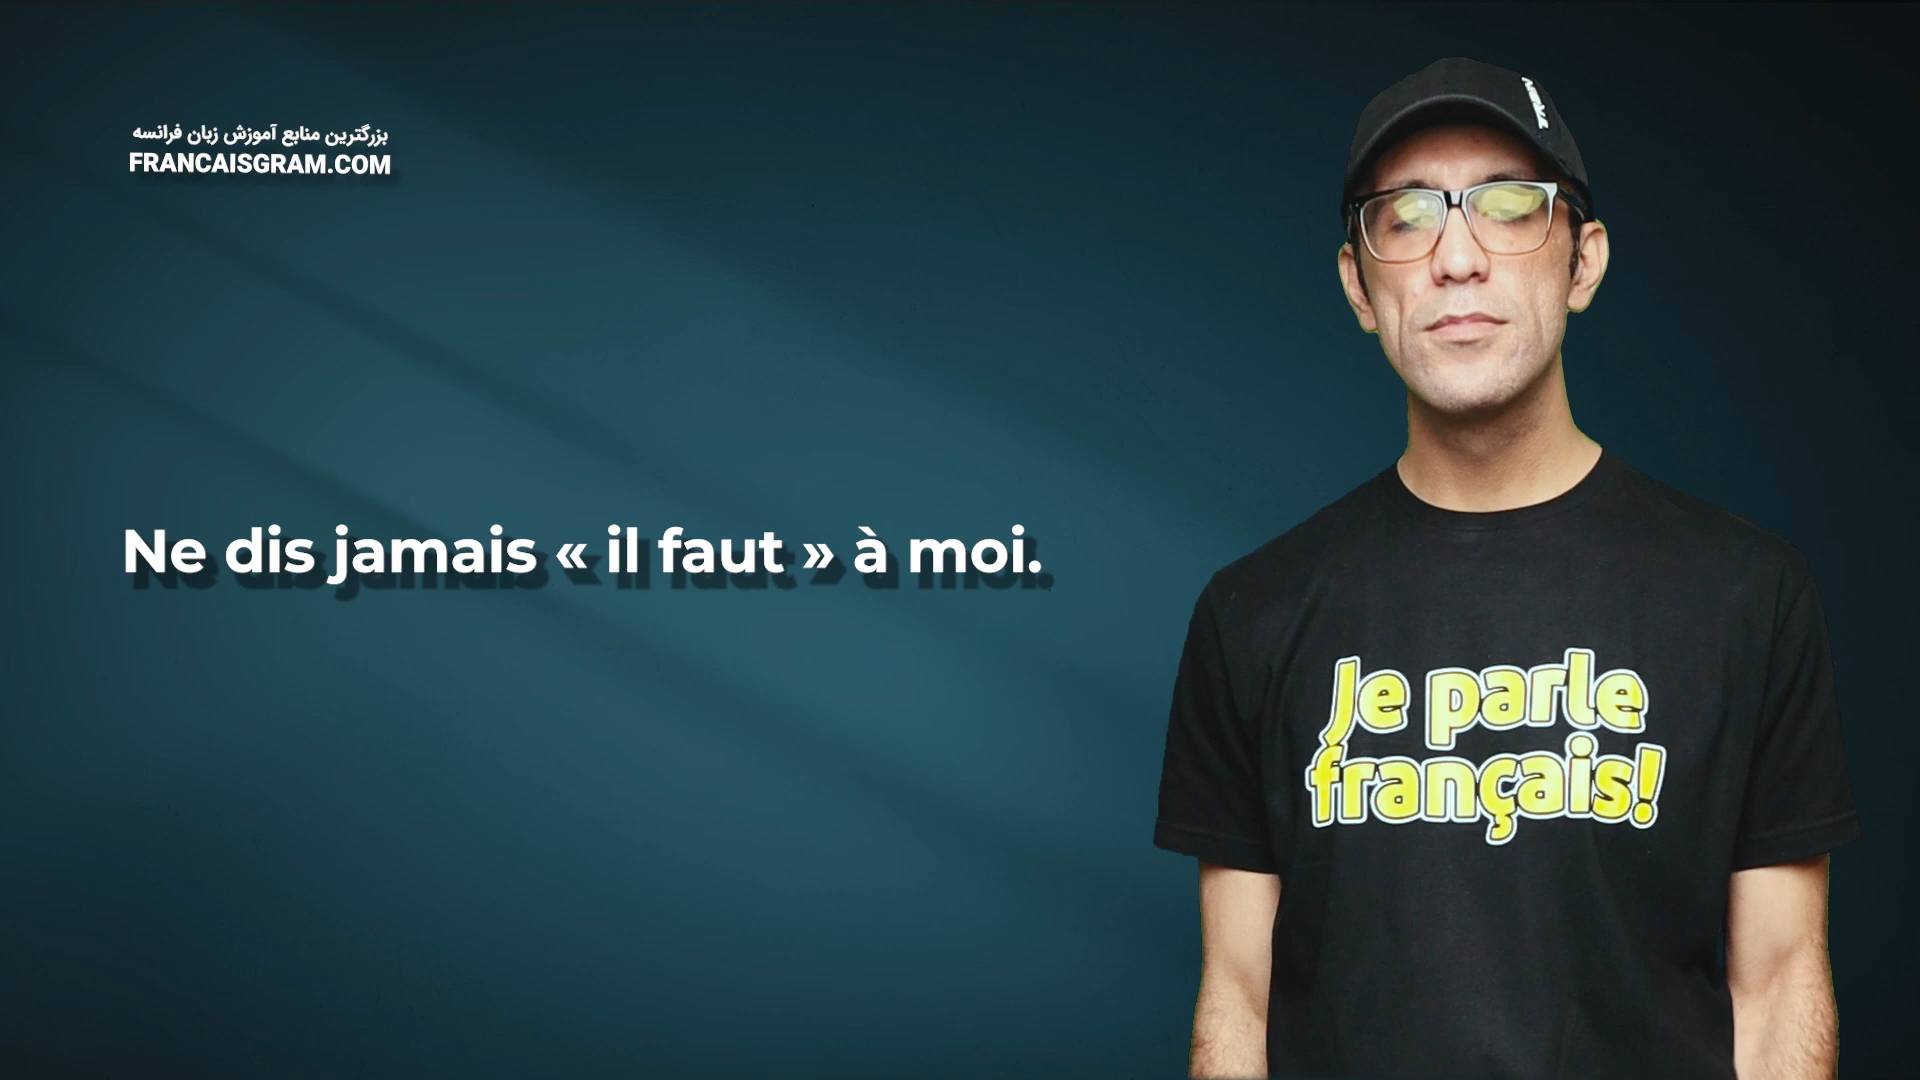 بزرگترین منابع آموزش زبان فرانسه
FRANCAISGRAM.COM
Ne dis jamais « il faut » à moi.
Je parle
français!